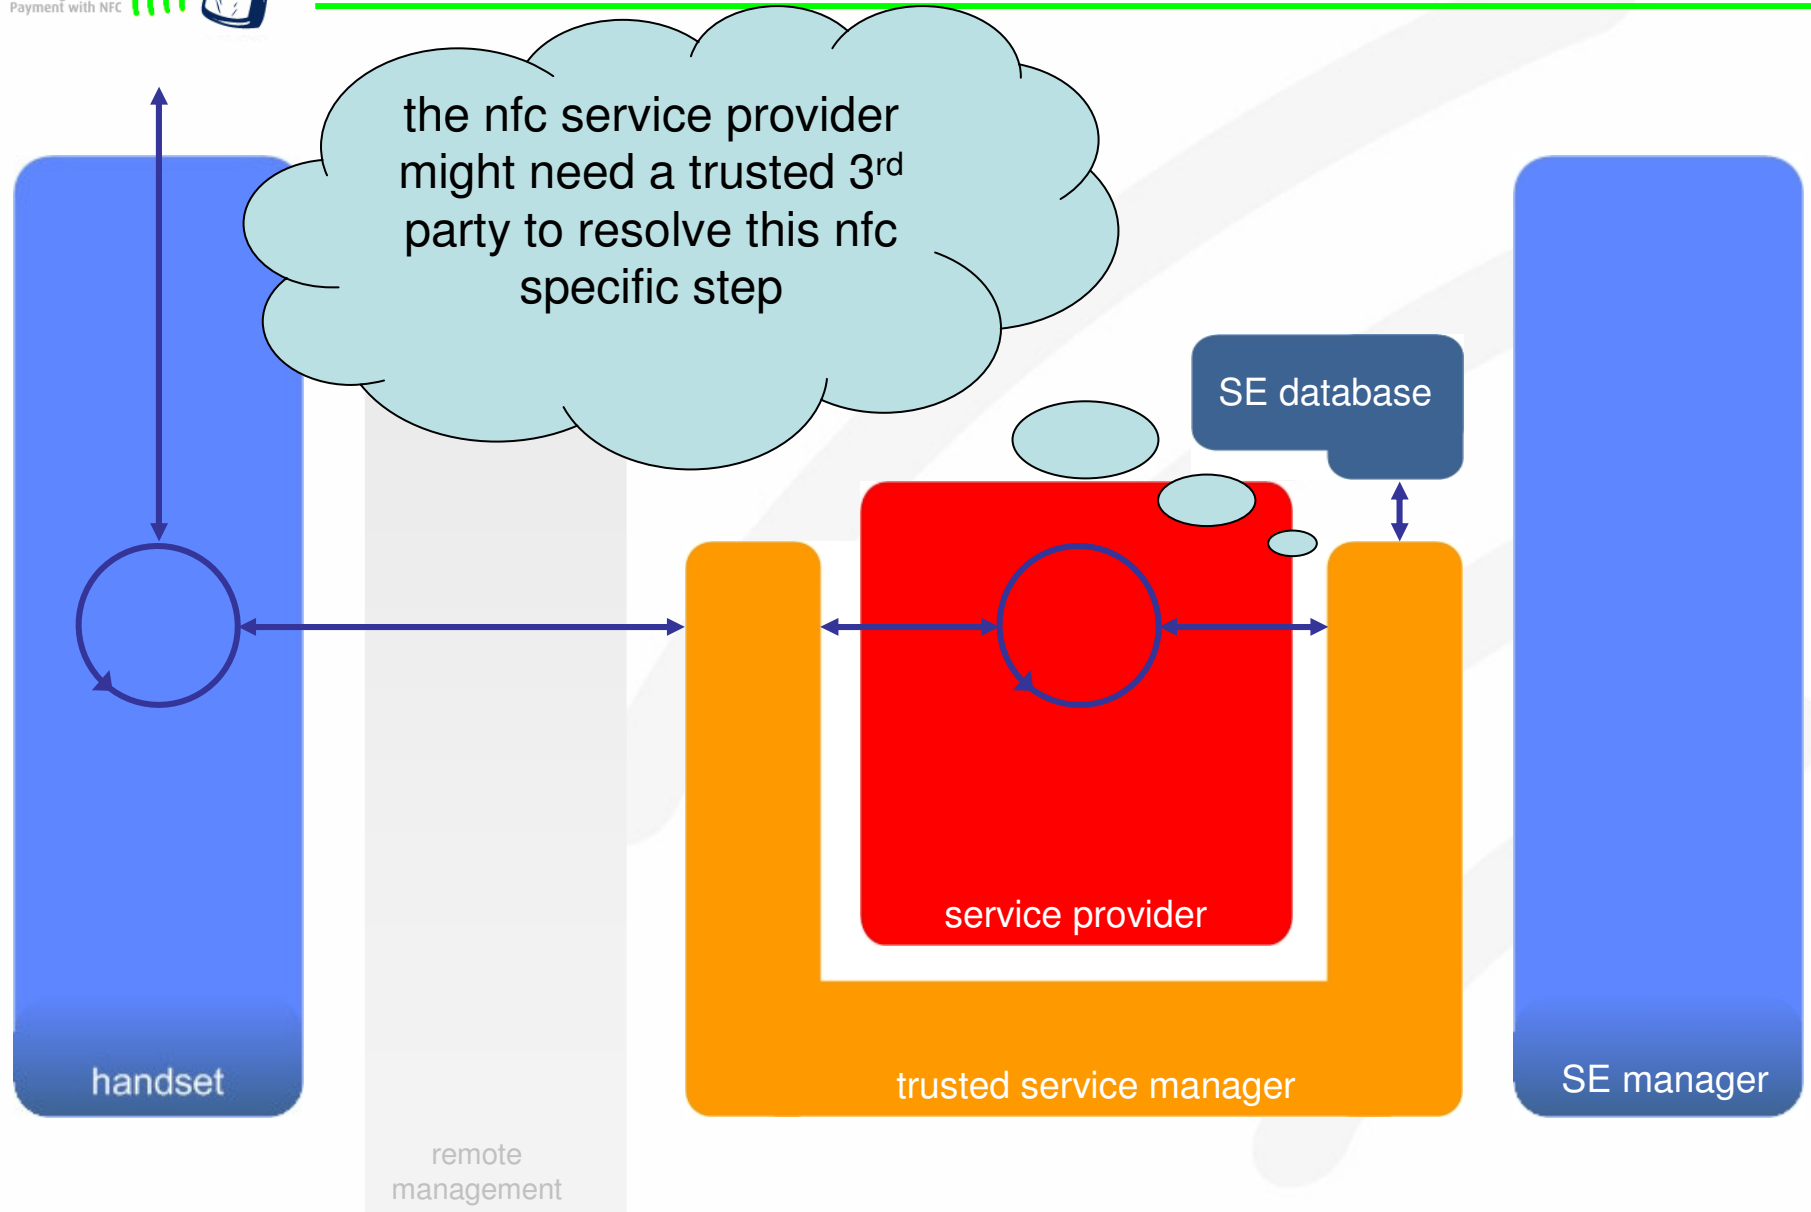 Payment with NFC
the nfc service provider
might need a trusted 3rd
party to resolve this nfc
specific step
SE database
service provider
handset
trusted service manager
SE manager
remote
management